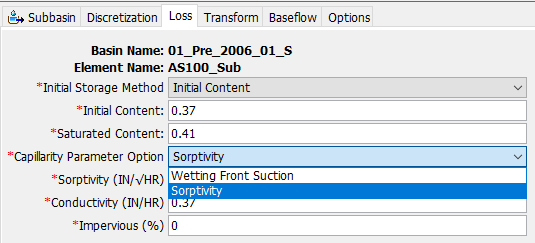 Subbasin Discretization Loss Transform Baseflow Options
Basin Name: 01_Pre_2006_01_S
Element Name: AS100_Sub
*Initial Storage Method Initial Content
*Initial Content: 0.37
*Saturated Content: 0.41
*Capillarity Parameter Option Sorptivity
*Sorptivity (IN/√HR) Wetting Front Suction
Sorptivity
*Conductivity (IN/HR) 0.37
*Impervious (%) 0